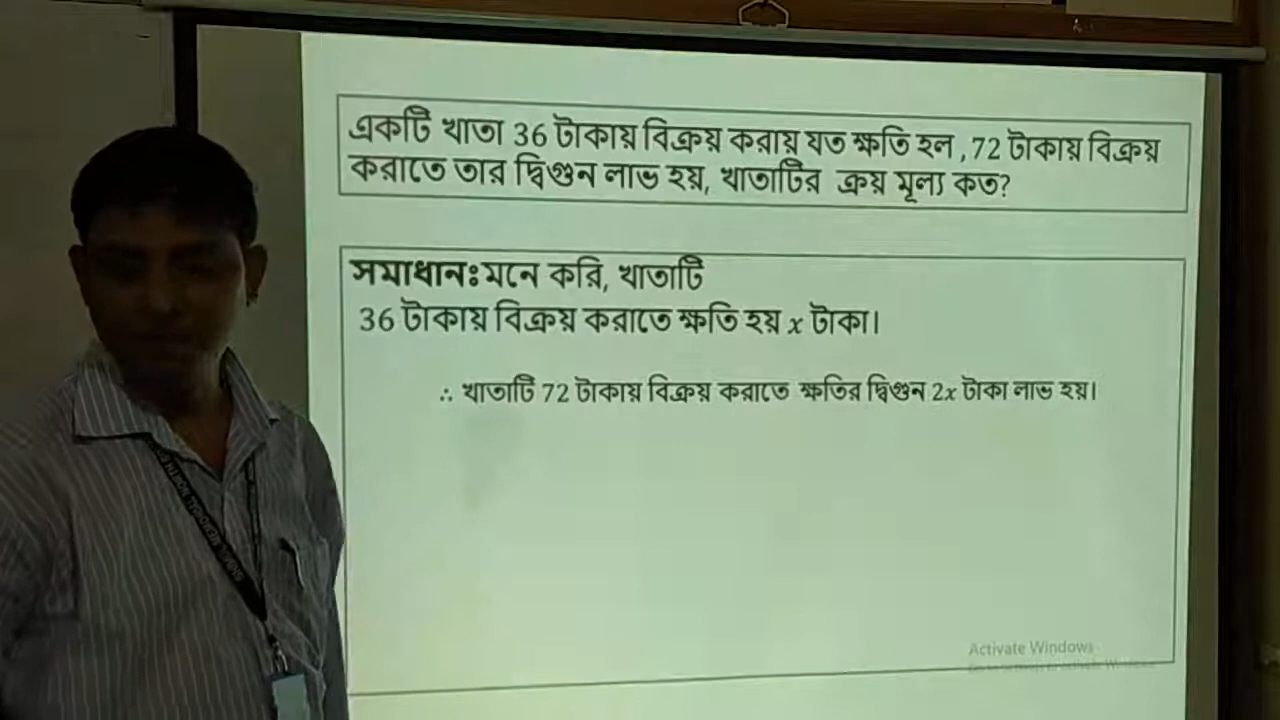 একটি খাতা 36 টাকায় বিক্রয় করায় যত ক্ষতি হল ,72 টাকায় বিক্রয়
করাতে তার দ্বিগুন লাভ হয়, খাতাটির ক্রয় মূল্য কত?
সমাধানঃ মনে করি, খাতাটি
36 টাকায় বিক্রয় করাতে ক্ষতি হয় x টাকা।
∴ খাতাটি 72 টাকায় বিক্রয় করাতে ক্ষতির দ্বিগুন 2x টাকা লাভ হয়।
Activate Windows